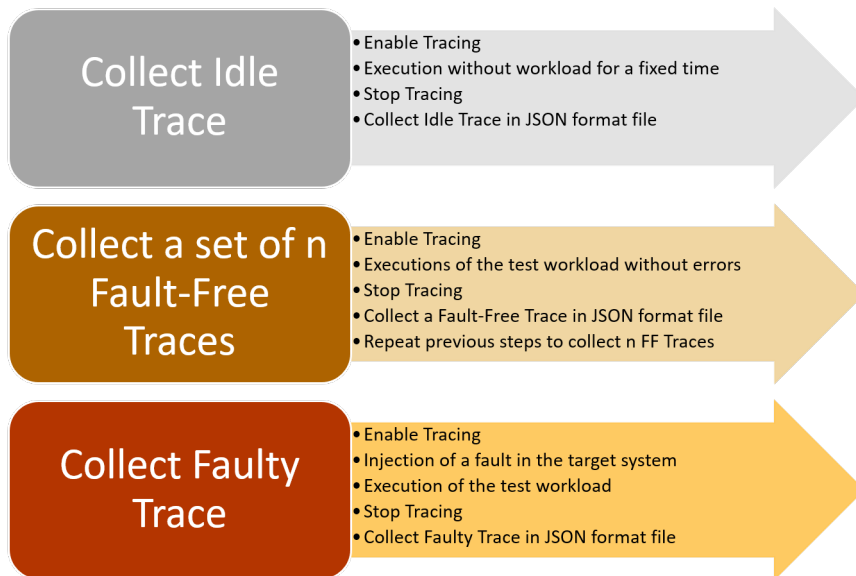 Collect Idle
Trace
• Enable Tracing
• Execution without workload for a fixed time
• Stop Tracing
• Collect Idle Trace in JSON format file
Collect a set of n
Fault-Free
Traces
• Enable Tracing
• Executions of the test workload without errors
• Stop Tracing
• Collect a Fault-Free Trace in JSON format file
• Repeat previous steps to collect n FF Traces
Collect Faulty
Trace
• Enable Tracing
• Injection of a fault in the target system
• Execution of the test workload
• Stop Tracing
• Collect Faulty Trace in JSON format file